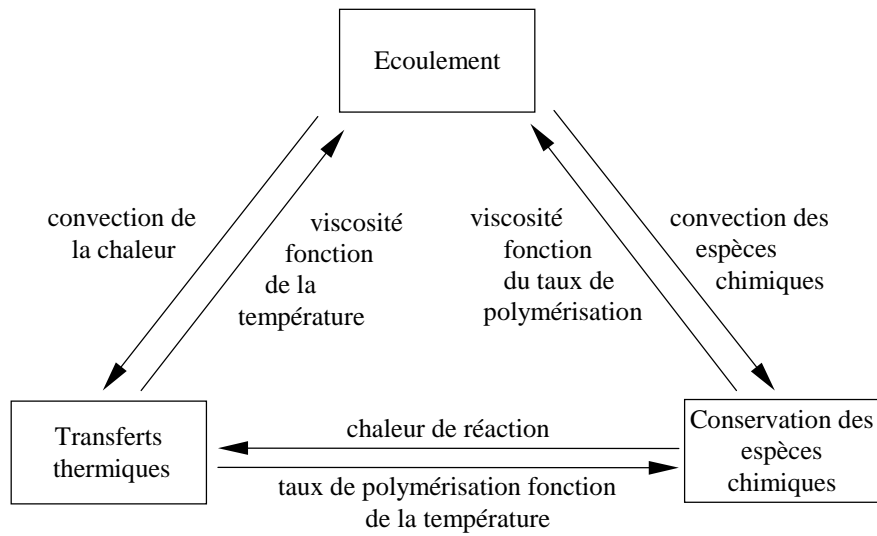 Ecoulement
convection de
la chaleur
viscosité
fonction
de la
température
viscosité
fonction
du taux de
polymérisation
convection des
espèces
chimiques
Transferts
thermiques
chaleur de réaction
taux de polymérisation fonction
de la température
Conservation des
espèces
chimiques